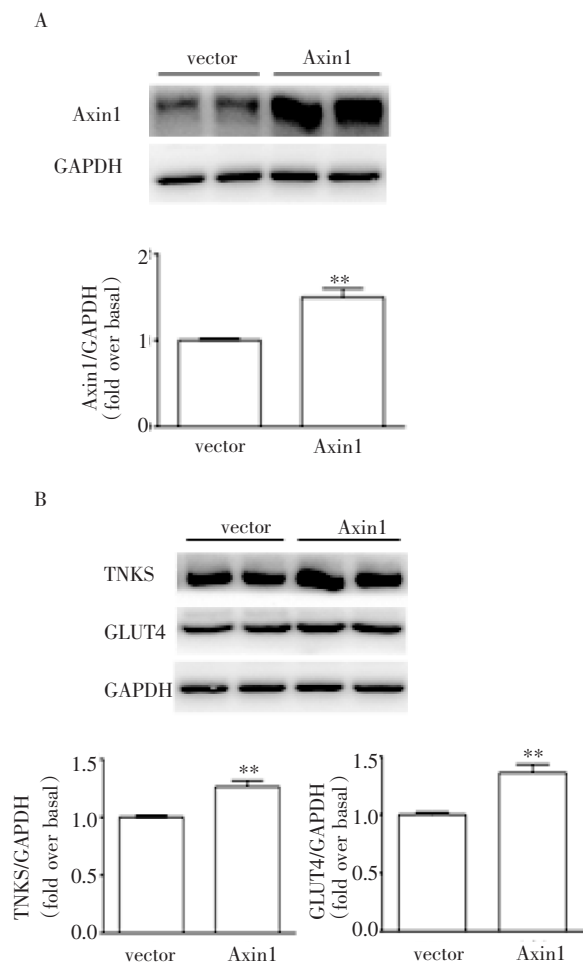 A
vector Axin1
Axin1
GAPDH
Axin1/GAPDH
(fold over basal)
2
1
0
**
vector Axin1
B
vector Axin1
TNKS
GLUT4
GAPDH
TNKS/GAPDH
(fold over basal)
1.5
1.0
0.5
0.0
**
vector Axin1
GLUT4/GAPDH
(fold over basal)
1.5
1.0
0.5
0.0
**
vector Axin1